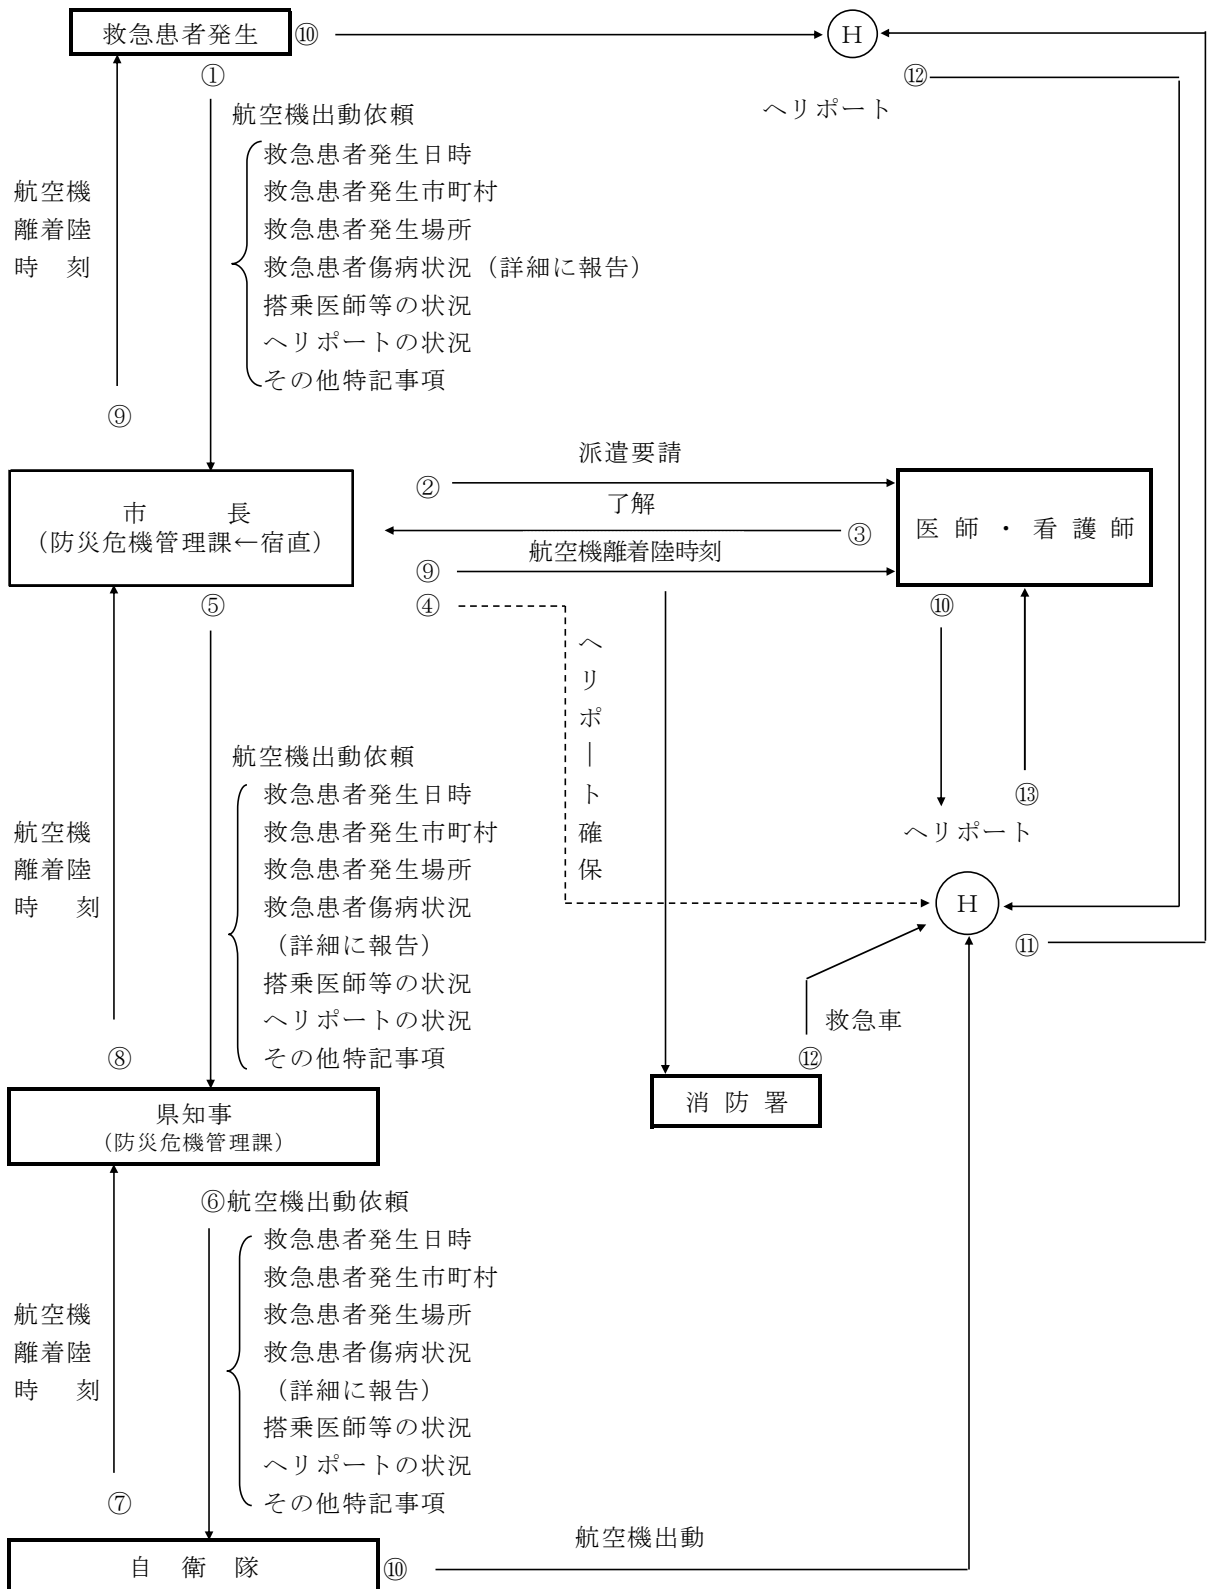 救急患者発生 ⑩
Ｈ
①
⑫
ヘリポート
航空機出動依頼
救急患者発生日時
救急患者発生市町村
救急患者発生場所
救急患者傷病状況（詳細に報告）
搭乗医師等の状況
ヘリポートの状況
その他特記事項
航空機
離着陸
時　刻
⑨
市　　　長
（防災危機管理課←宿直）
派遣要請
②
了解
③
航空機離着陸時刻
⑨
④
医 師 ・ 看 護 師
⑤
⑩
ヘリポート確保
⑬
ヘリポート
Ｈ
⑪
航空機出動依頼
救急患者発生日時
救急患者発生市町村
救急患者発生場所
救急患者傷病状況
（詳細に報告）
搭乗医師等の状況
ヘリポートの状況
その他特記事項
航空機
離着陸
時　刻
⑧
救急車
⑫
消 防 署
県知事
（防災危機管理課）
⑥航空機出動依頼
救急患者発生日時
救急患者発生市町村
救急患者発生場所
救急患者傷病状況
（詳細に報告）
搭乗医師等の状況
ヘリポートの状況
その他特記事項
航空機
離着陸
時　刻
⑦
自　衛　隊 ⑩
航空機出動